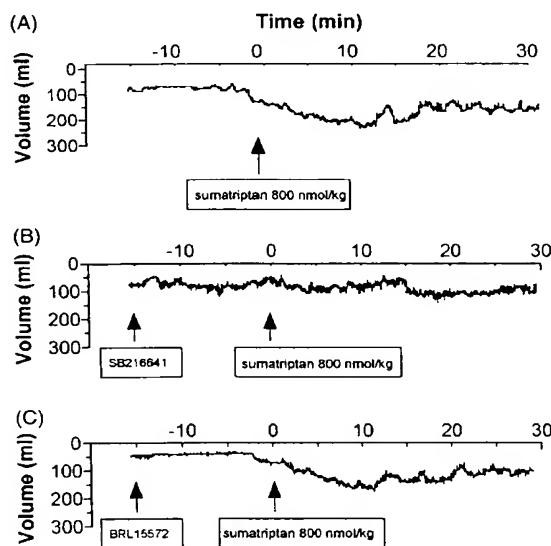 (A)
Time (min)
-10 0 10 20 30
Volume (ml)
0
100
200
300
sumatriptan 800 nmol/kg
(B)
-10 0 10 20 30
Volume (ml)
0
100
200
300
SB216641
sumatriptan 800 nmol/kg
(C)
-10 0 10 20 30
Volume (ml)
0
100
200
300
BRL15572
sumatriptan 800 nmol/kg